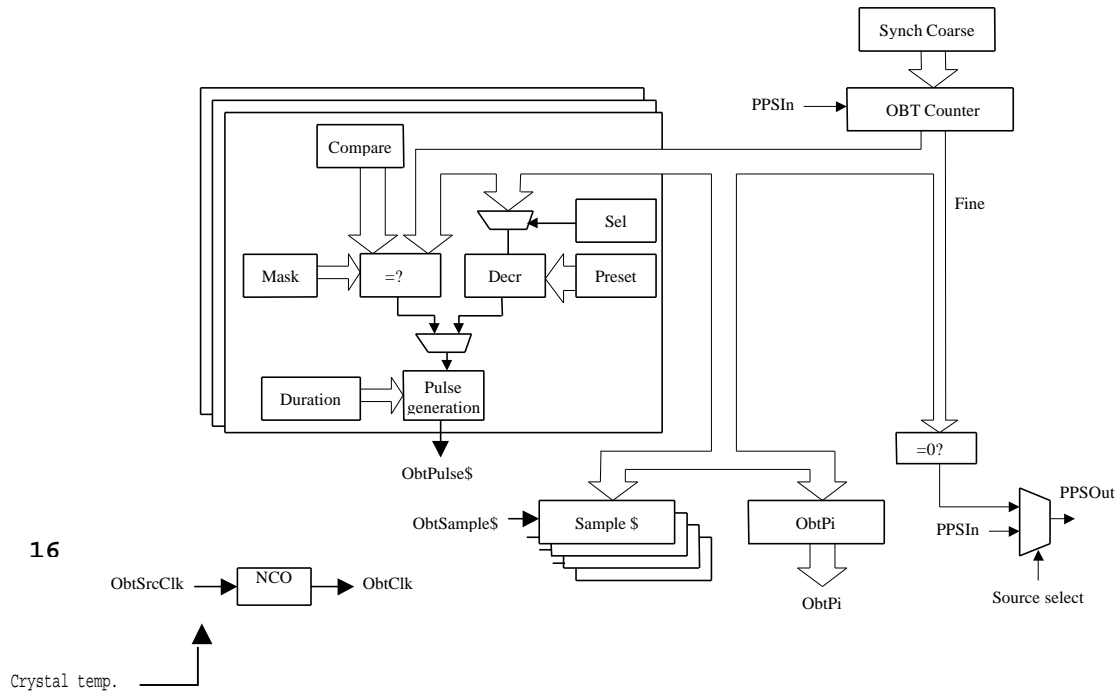 Synch Coarse
PPSIn
OBT Counter
Compare
Fine
Sel
Mask
=?
Decr
Preset
Duration
Pulse
generation
=0?
ObtPulse$
PPSOut
ObtSample$
Sample $
ObtPi
PPSIn
16
ObtSrcClk
NCO
ObtClk
ObtPi
Source select
Crystal temp.